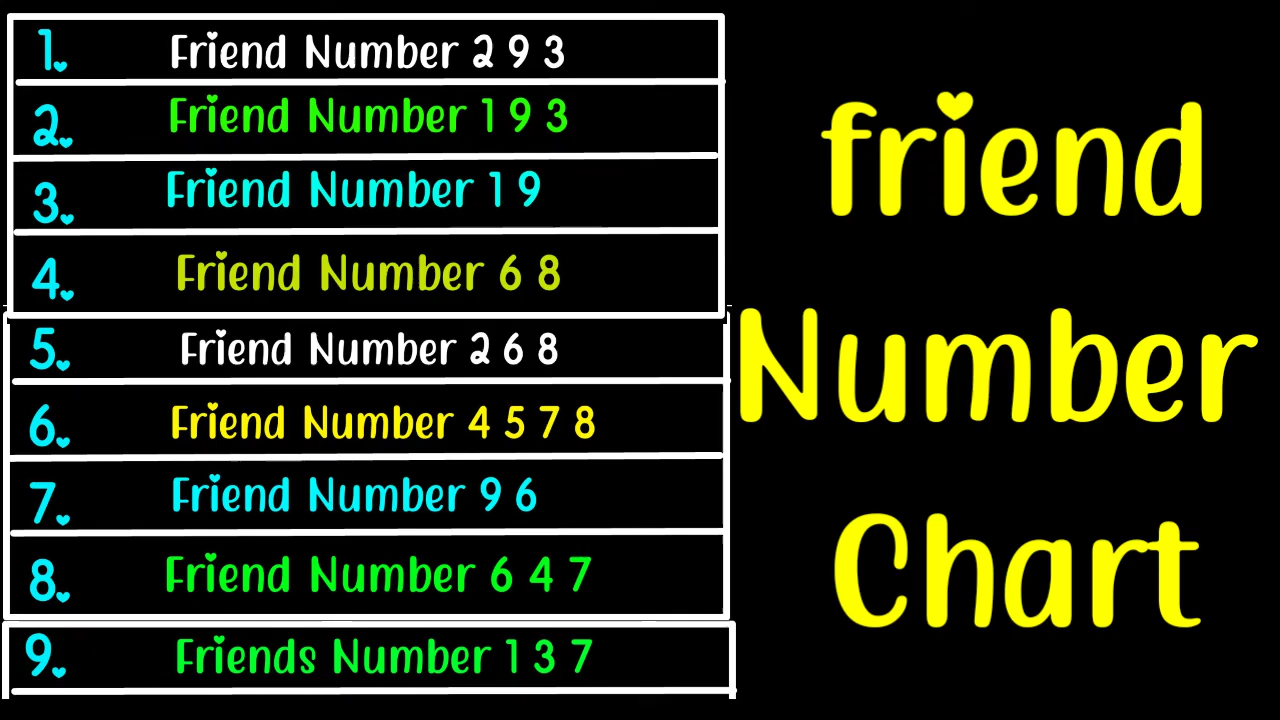 1. Friend Number 2 9 3
2. Friend Number 1 9 3
3. Friend Number 1 9
4. Friend Number 6 8
5. Friend Number 2 6 8
6. Friend Number 4 5 7 8
7. Friend Number 9 6
8. Friend Number 6 4 7
9. Friends Number 1 3 7
friend
Number
Chart